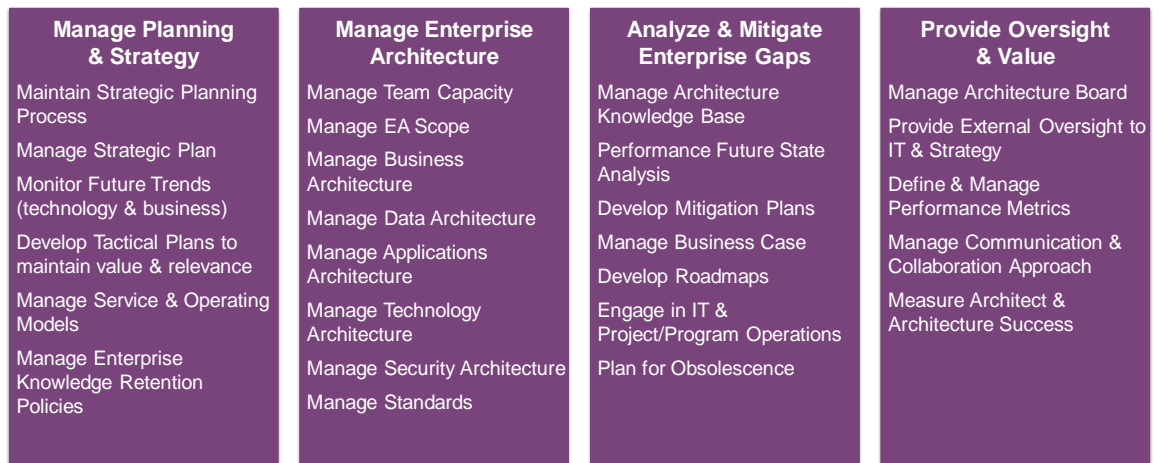 Manage Planning
& Strategy
Maintain Strategic Planning
Process
Manage Strategic Plan
Monitor Future Trends
(technology & business)
Develop Tactical Plans to
maintain value & relevance
Manage Service & Operating
Models
Manage Enterprise
Knowledge Retention
Policies
Manage Enterprise
Architecture
Manage Team Capacity
Manage EA Scope
Manage Business
Architecture
Manage Data Architecture
Manage Applications
Architecture
Manage Technology
Architecture
Manage Security Architecture
Manage Standards
Analyze & Mitigate
Enterprise Gaps
Manage Architecture
Knowledge Base
Performance Future State
Analysis
Develop Mitigation Plans
Manage Business Case
Develop Roadmaps
Engage in IT &
Project/Program Operations
Plan for Obsolescence
Provide Oversight
& Value
Manage Architecture Board
Provide External Oversight to
IT & Strategy
Define & Manage
Performance Metrics
Manage Communication &
Collaboration Approach
Measure Architect &
Architecture Success